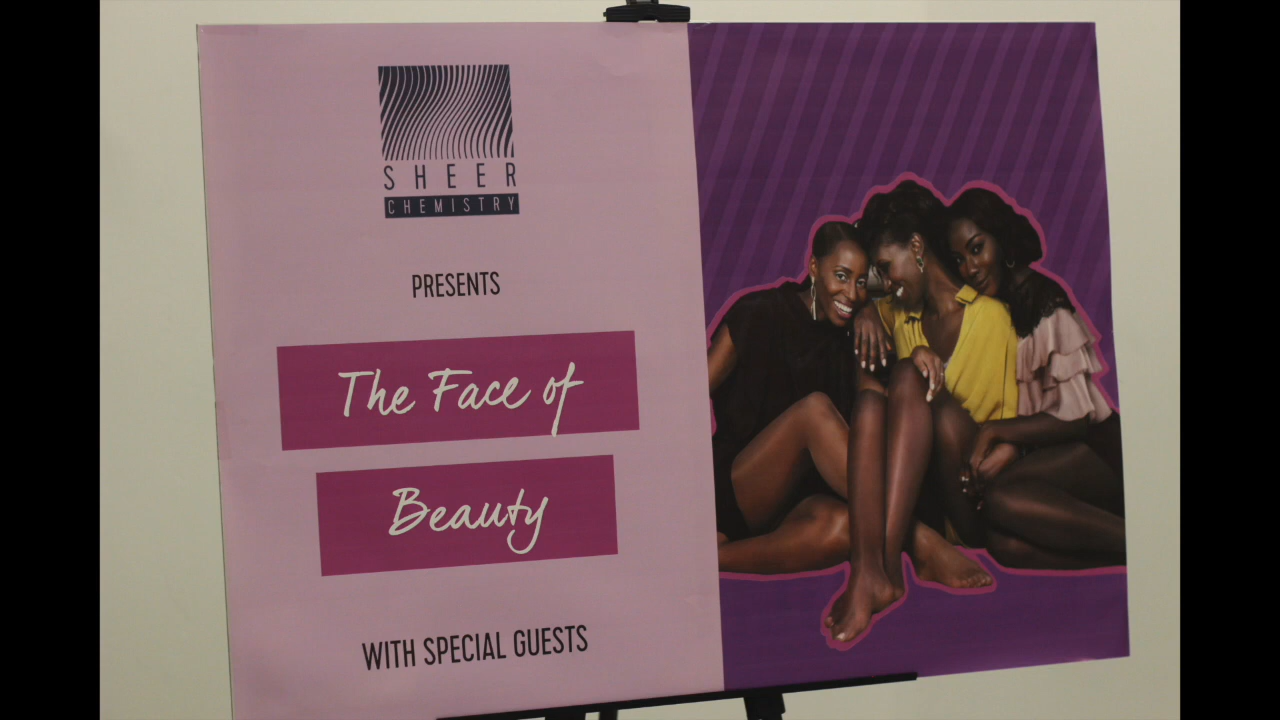 SHEER
CHEMISTRY
PRESENTS
The Face of
Beauty
WITH SPECIAL GUESTS